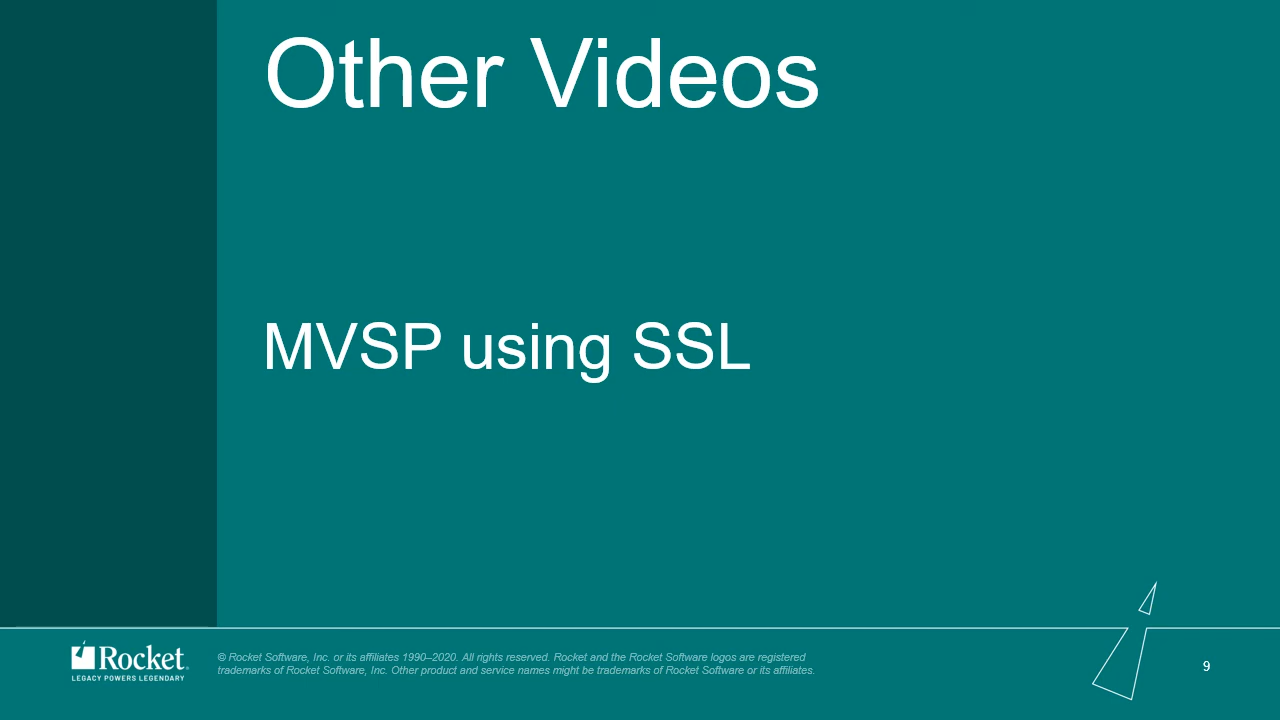 Other Videos
MVSP using SSL
Rocket®
LEGACY POWERS LEGENDARY
© Rocket Software, Inc. or its affiliates 1990–2020. All rights reserved. Rocket and the Rocket Software logos are registered
trademarks of Rocket Software, Inc. Other product and service names might be trademarks of Rocket Software or its affiliates.
9